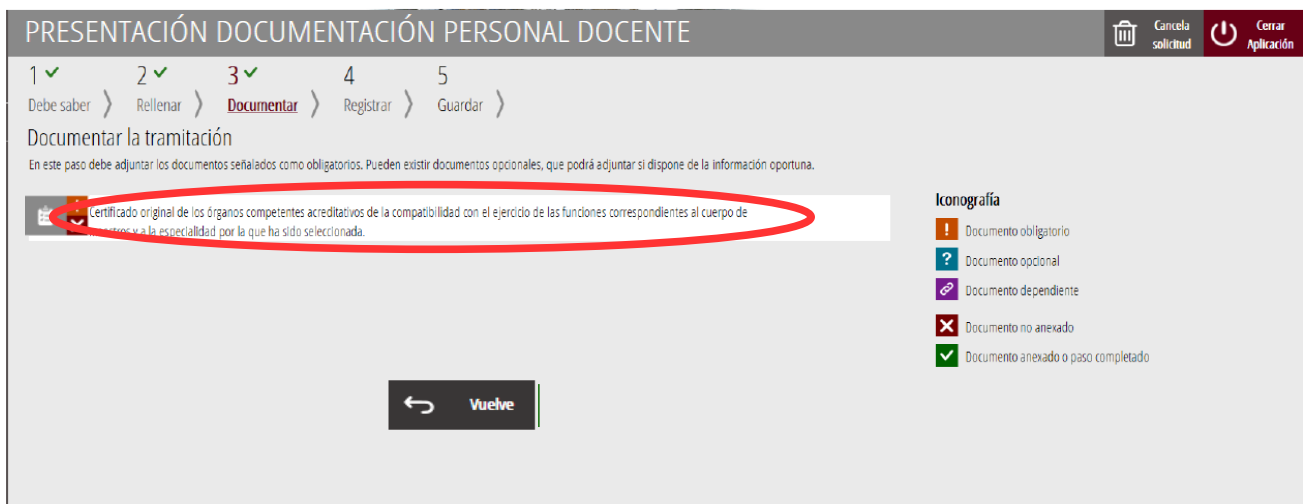 PRESENTACIÓN DOCUMENTACIÓN PERSONAL DOCENTE
Cancela
solicitud
Cerrar
Aplicación
1 2 3 4 5
Debe saber Rellenar Documentar Registrar Guardar
Documentar la tramitación
En este paso debe adjuntar los documentos señalados como obligatorios. Pueden existir documentos opcionales, que podrá adjuntar si dispone de la información oportuna.
Certificado original de los órganos competentes acreditativos de la compatibilidad con el ejercicio de las funciones correspondientes al cuerpo de
y a la especialidad por la que ha sido seleccionada.
Iconografía
! Documento obligatorio
? Documento opcional
Documento dependiente
Documento no anexado
Documento anexado o paso completado
Vuelve